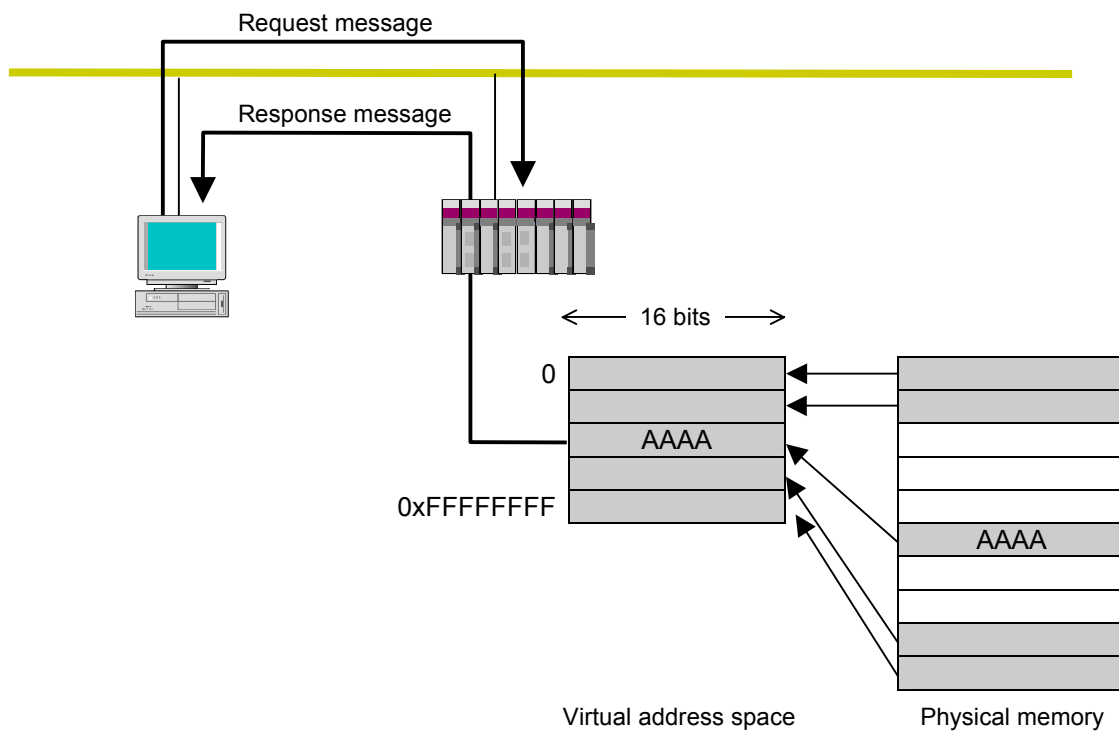 Request message
Response message
16 bits
0
AAAA
0xFFFFFFFF
AAAA
Virtual address space
Physical memory